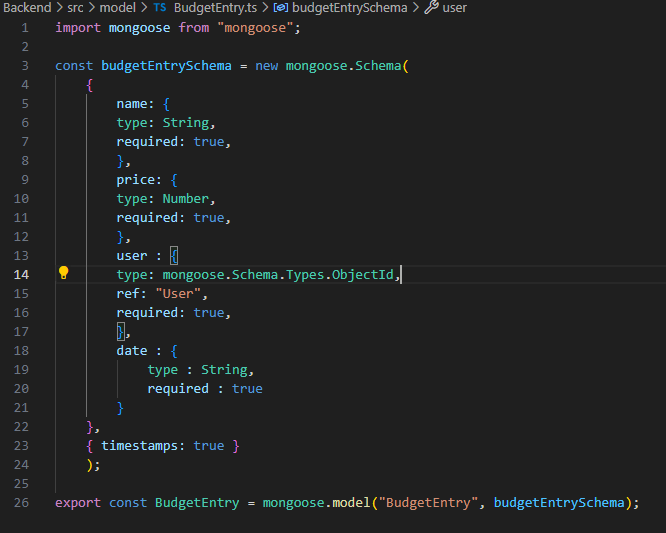 Backend > src > model > TS BudgetEntry.ts > budgetEntrySchema > user
1 import mongoose from "mongoose";
2
3 const budgetEntrySchema = new mongoose.Schema(
4     {
5         name: {
6         type: String,
7         required: true,
8         },
9         price: {
10         type: Number,
11         required: true,
12         },
13         user : {
14         type: mongoose.Schema.Types.ObjectId,
15         ref: "User",
16         required: true,
17         },
18         date : {
19             type : String,
20             required : true
21         }
22     },
23     { timestamps: true }
24     );
25
26 export const BudgetEntry = mongoose.model("BudgetEntry", budgetEntrySchema);